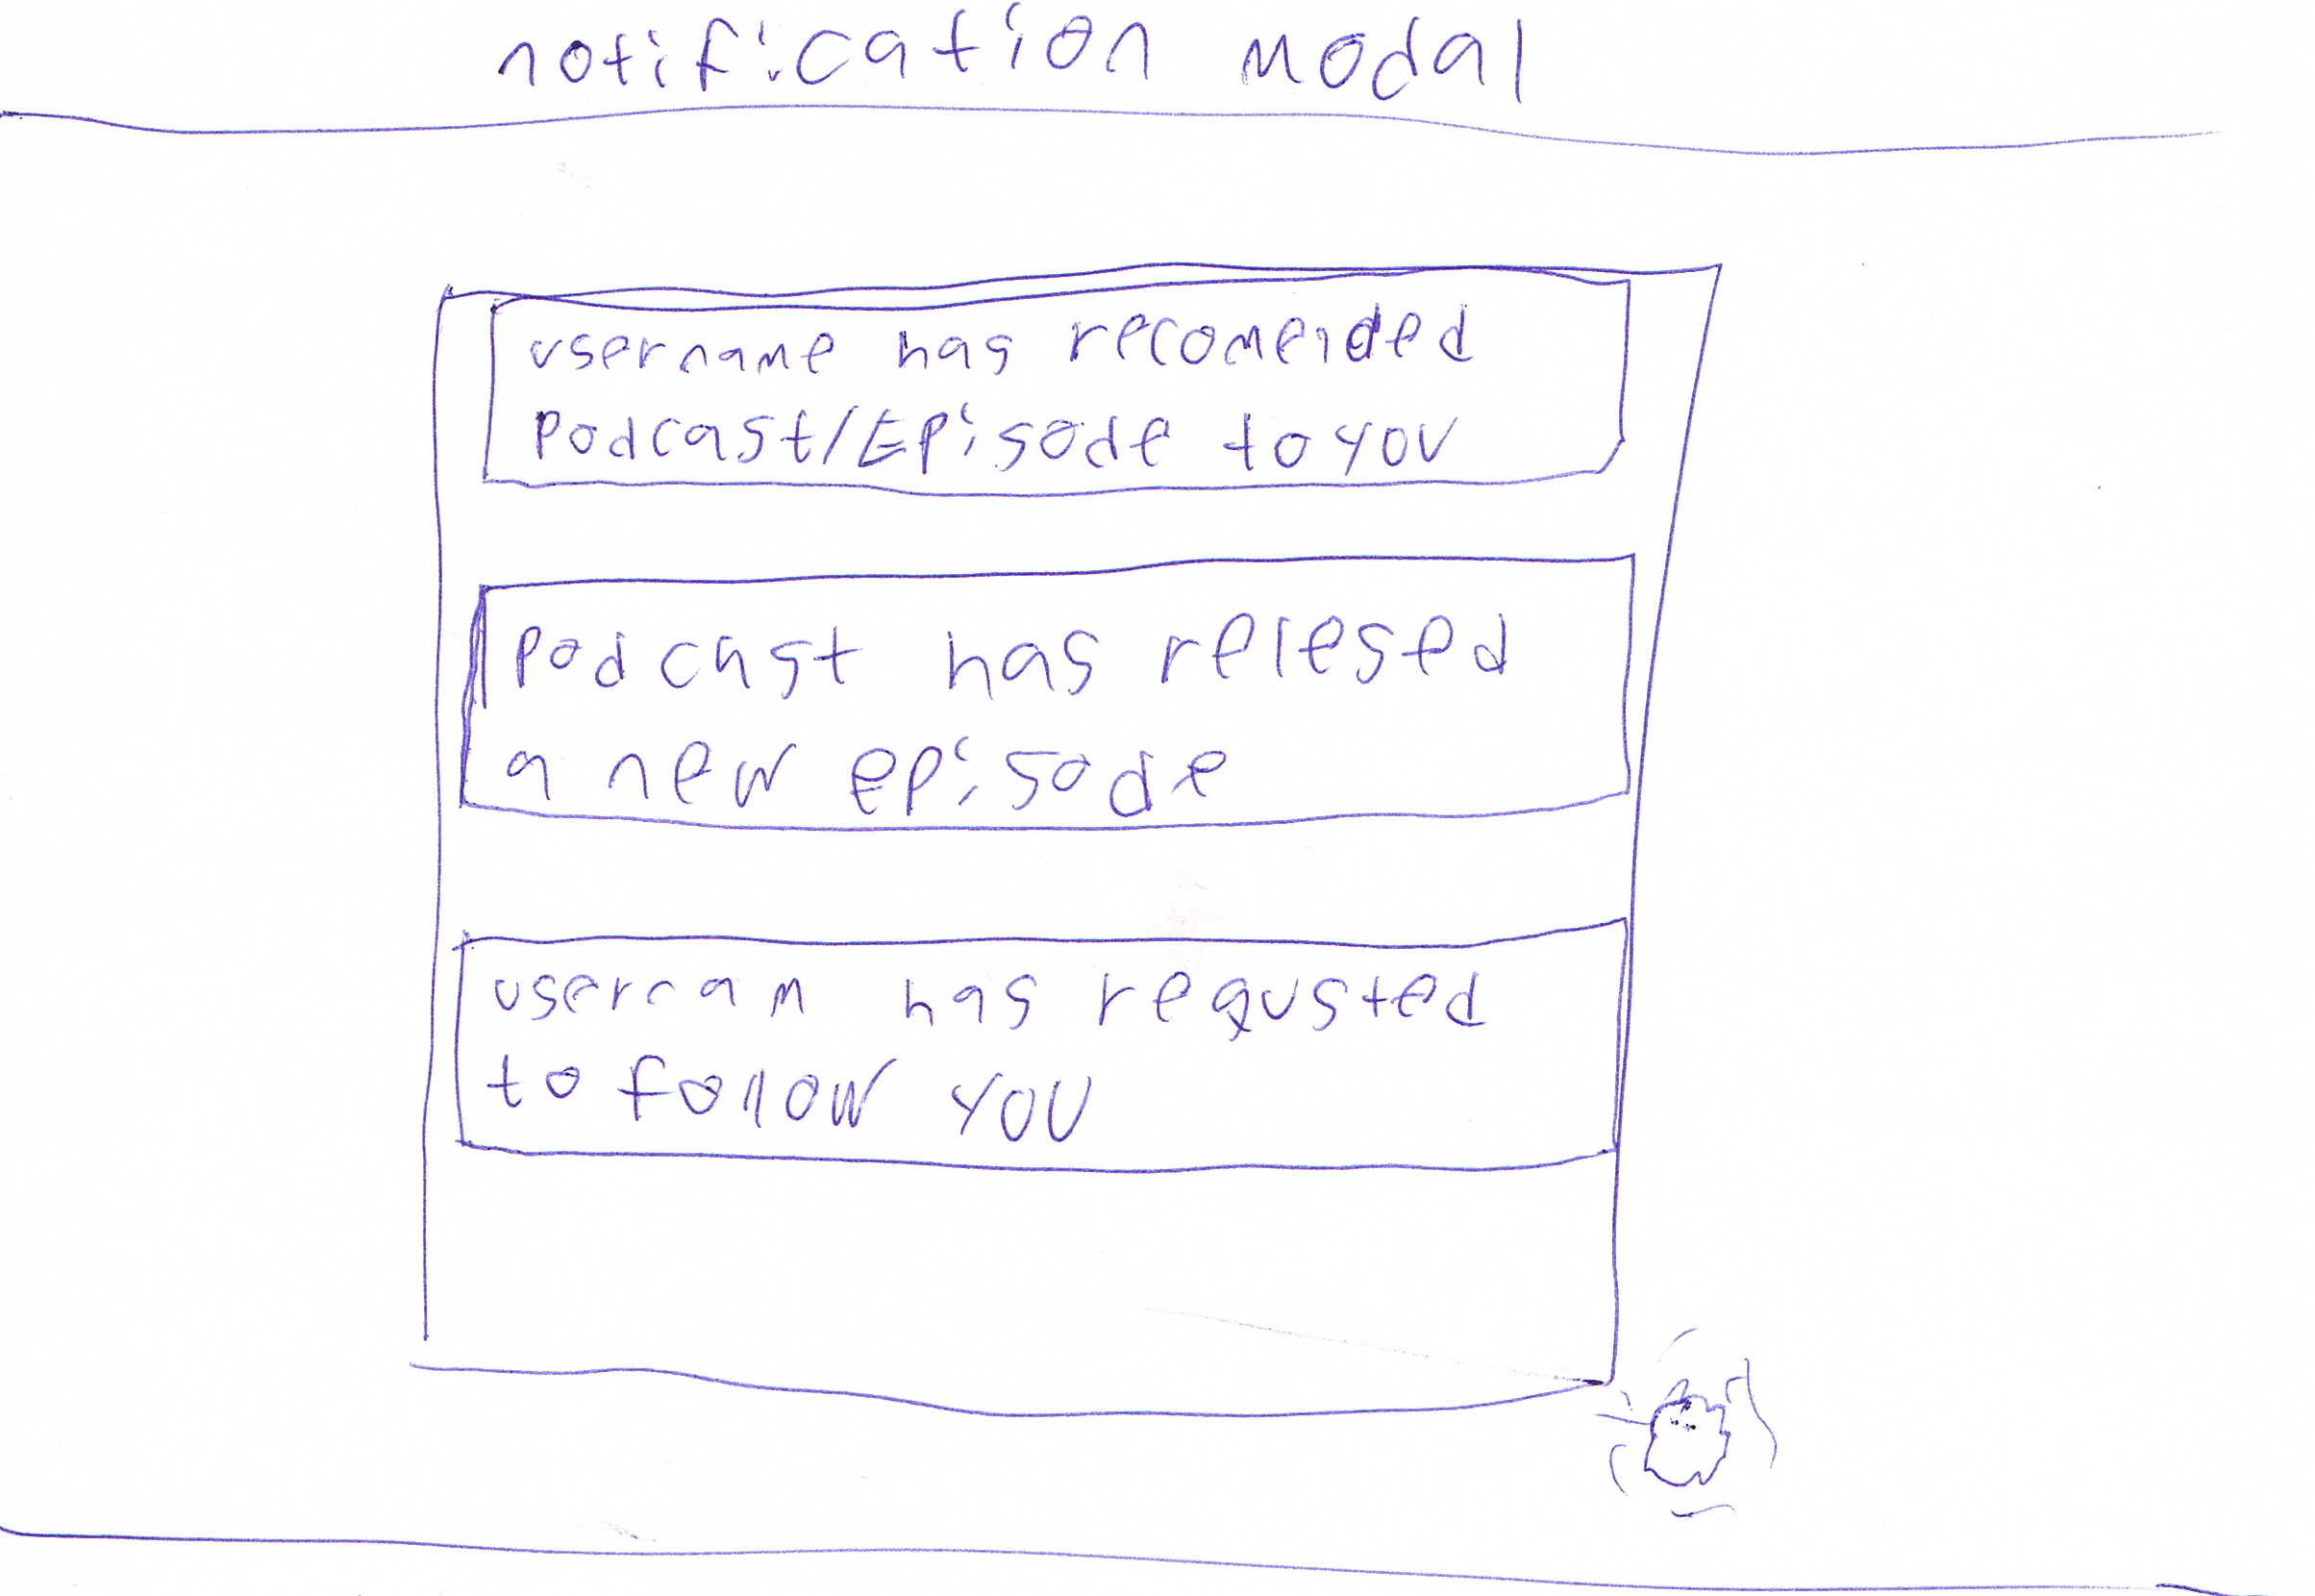 notification modal
username has recomended
Podcast/Episode to you
Podcast has relesed
a new episode
usernam has requsted
to follow you